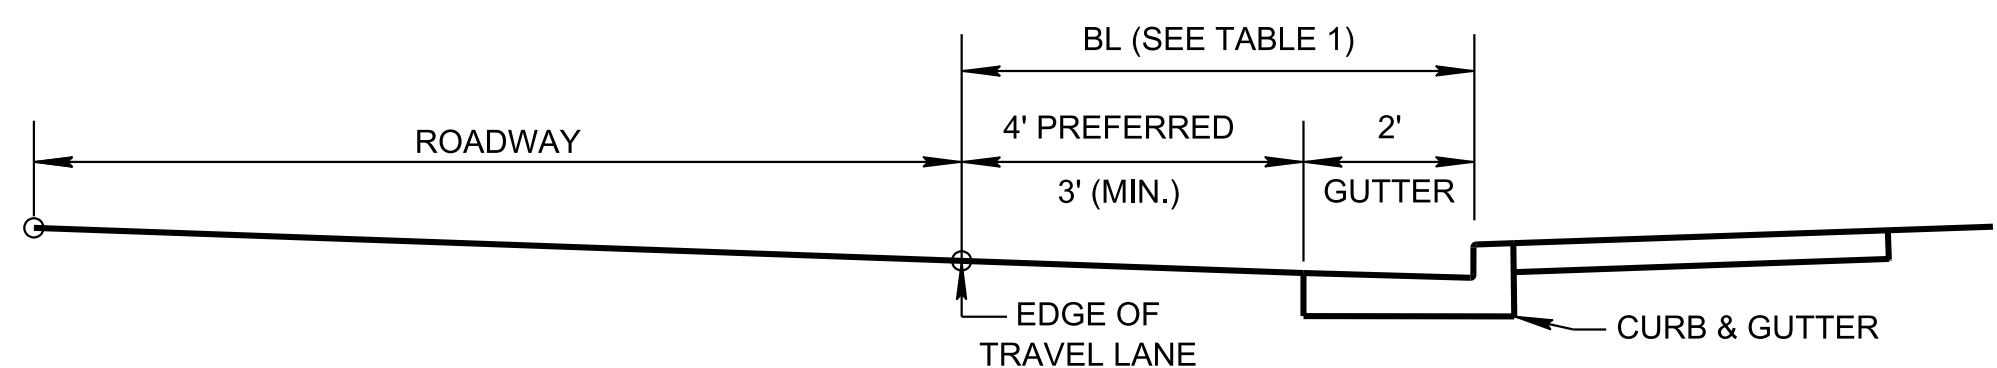 BL (SEE TABLE 1)
4' PREFERRED
2'
ROADWAY
3' (MIN.)
GUTTER
EDGE OF
TRAVEL LANE
CURB & GUTTER